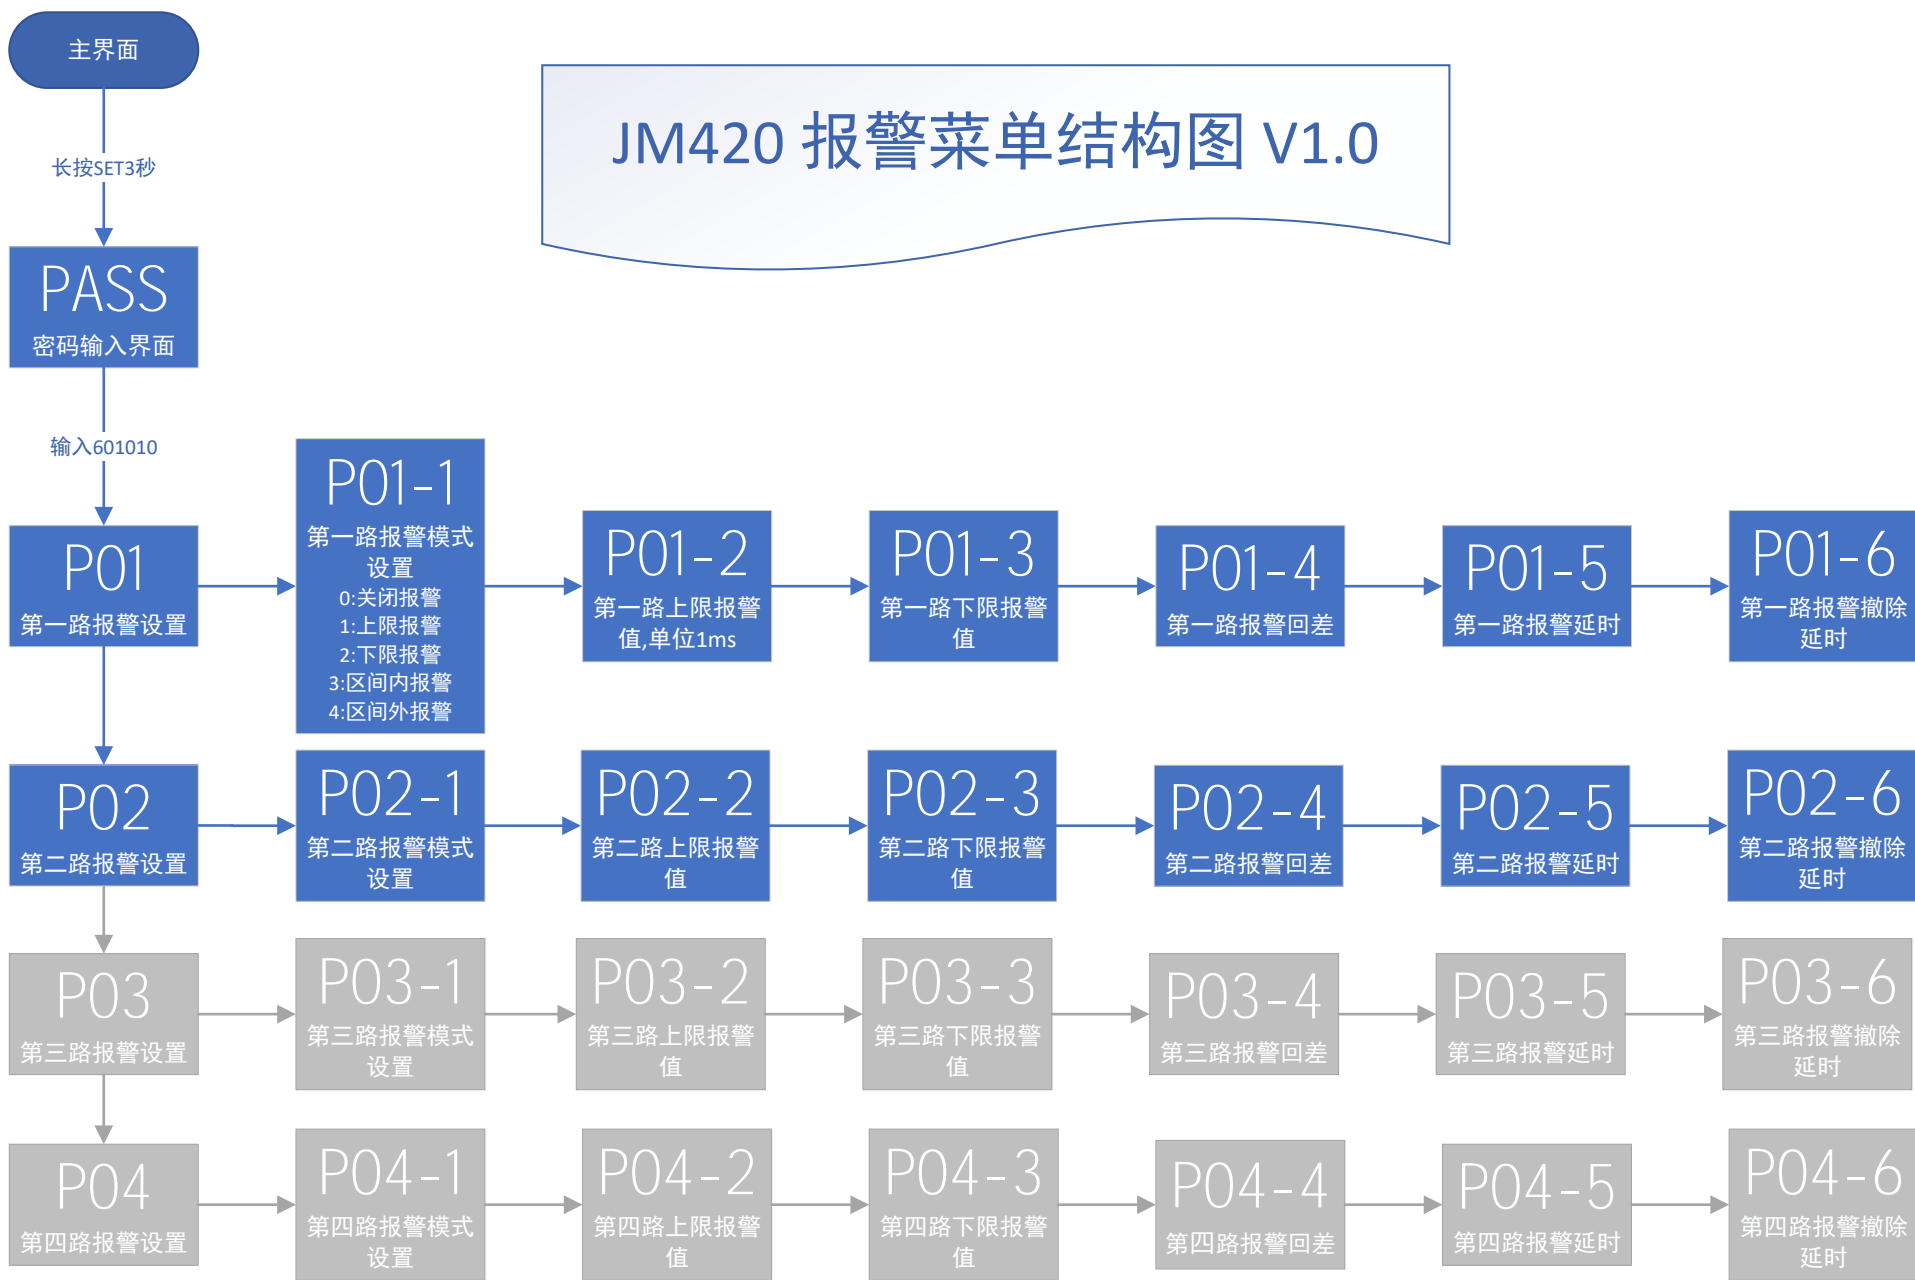 主界面
JM420 报警菜单结构图 V1.0
长按SET3秒
PASS
密码输入界面
输入601010
P01
第一路报警设置
P01-1
第一路报警模式
设置
0:关闭报警
1:上限报警
2:下限报警
3:区间内报警
4:区间外报警
P01-2
第一路上限报警
值,单位1ms
P01-3
第一路下限报警
值
P01-4
第一路报警回差
P01-5
第一路报警延时
P01-6
第一路报警撤除
延时
P02
第二路报警设置
P02-1
第二路报警模式
设置
P02-2
第二路上限报警
值
P02-3
第二路下限报警
值
P02-4
第二路报警回差
P02-5
第二路报警延时
P02-6
第二路报警撤除
延时
P03
第三路报警设置
P03-1
第三路报警模式
设置
P03-2
第三路上限报警
值
P03-3
第三路下限报警
值
P03-4
第三路报警回差
P03-5
第三路报警延时
P03-6
第三路报警撤除
延时
P04
第四路报警设置
P04-1
第四路报警模式
设置
P04-2
第四路上限报警
值
P04-3
第四路下限报警
值
P04-4
第四路报警回差
P04-5
第四路报警延时
P04-6
第四路报警撤除
延时